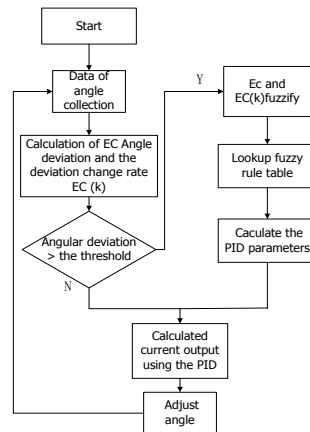 Start
Data of
angle
collection
Calculation of EC Angle
deviation and the
deviation change rate
EC (k)
Angular deviation
> the threshold
N
Y
Ec and
EC(k)fuzzify
Lookup fuzzy
rule table
Caculate the
PID parameters
Calculated
current output
using the PID
Adjust
angle